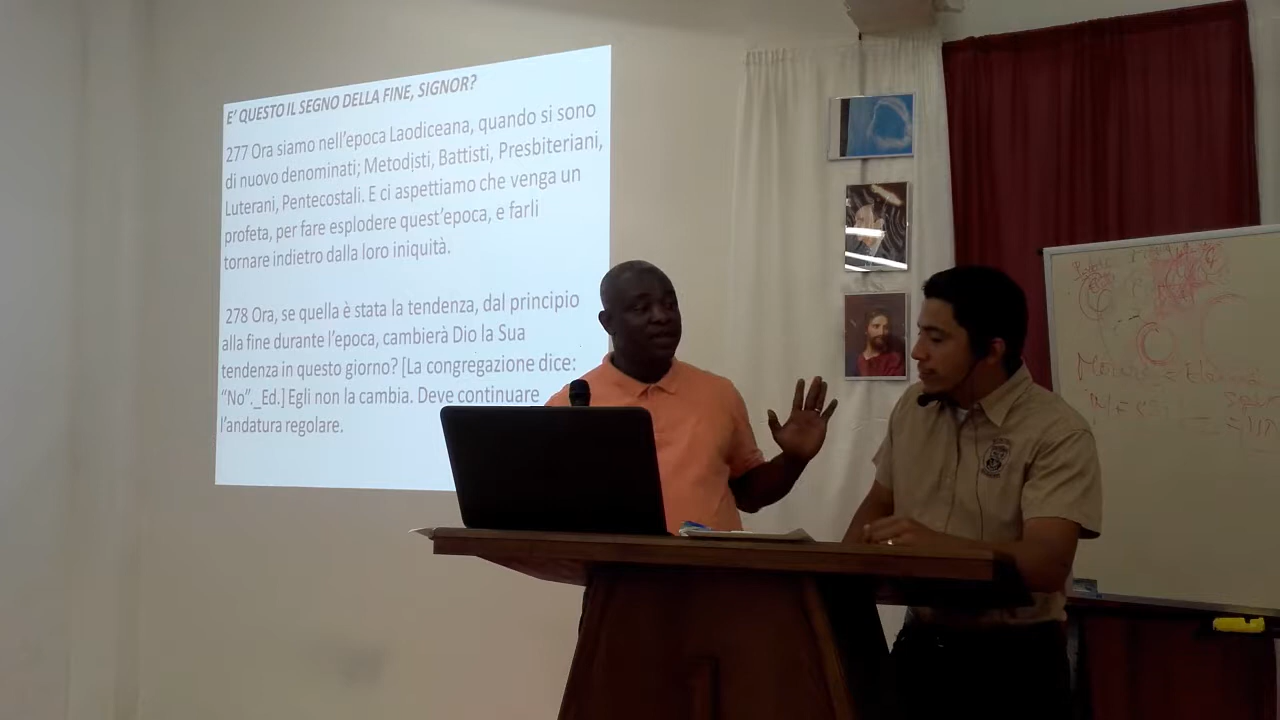 E' QUESTO IL SEGNO DELLA FINE, SIGNOR?
277 Ora siamo nell'epoca Laodiceana, quando si sono
di nuovo denominati; Metodisti, Battisti, Presbiteriani,
Luterani, Pentecostali. E ci aspettiamo che venga un
profeta, per fare esplodere quest'epoca, e farli
tornare indietro dalla loro iniquità.
278 Ora, se quella è stata la tendenza, dal principio
alla fine durante l'epoca, cambierà Dio la Sua
tendenza in questo giorno? [La congregazione dice:
"No"._Ed.] Egli non la cambia. Deve continuare
l'andatura regolare.